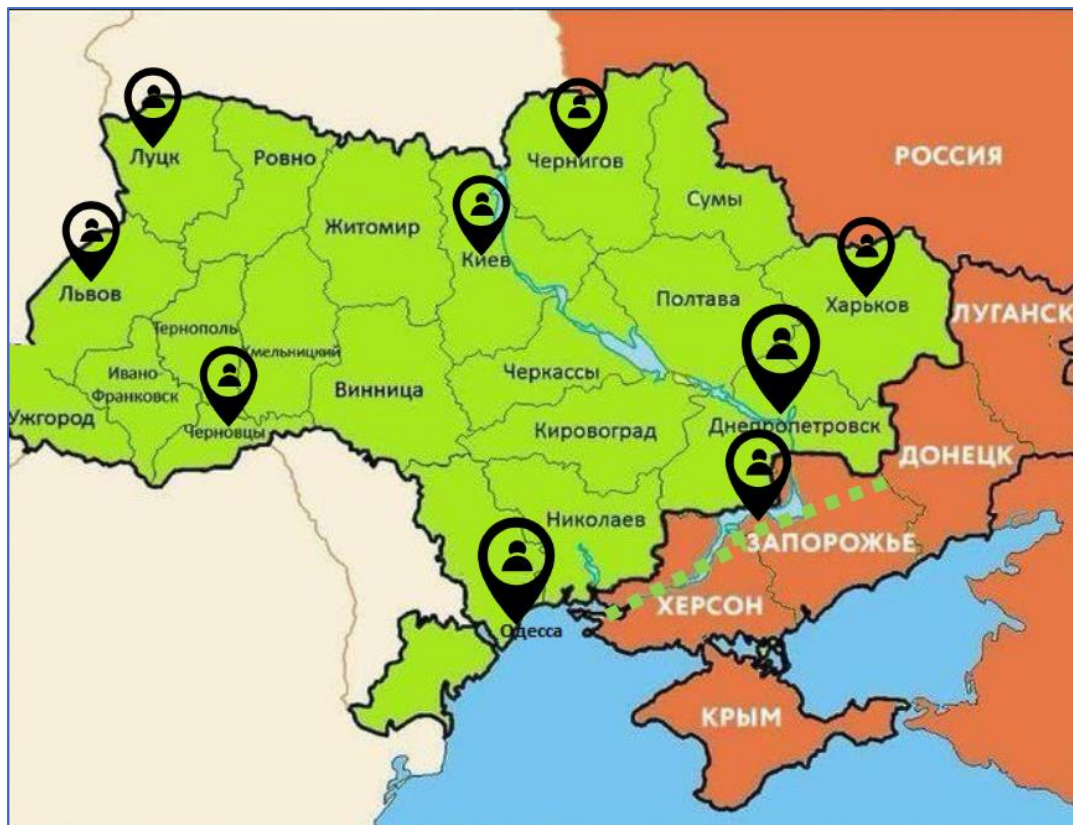 Луцк
Ровно
Чернигов
РОССИЯ
Житомир
Сумы
Киев
Львов
Полтава
Харьков
ЛУГАНСК
Тернополь
Хмельницкий
Ивано
Франковск
Винница
Черкассы
Ужгород
Черновцы
Кировоград
Днепропетровск
ДОНЕЦК
Николаев
ЗАПОРОЖЬЕ
ХЕРСОН
Одесса
КРЫМ